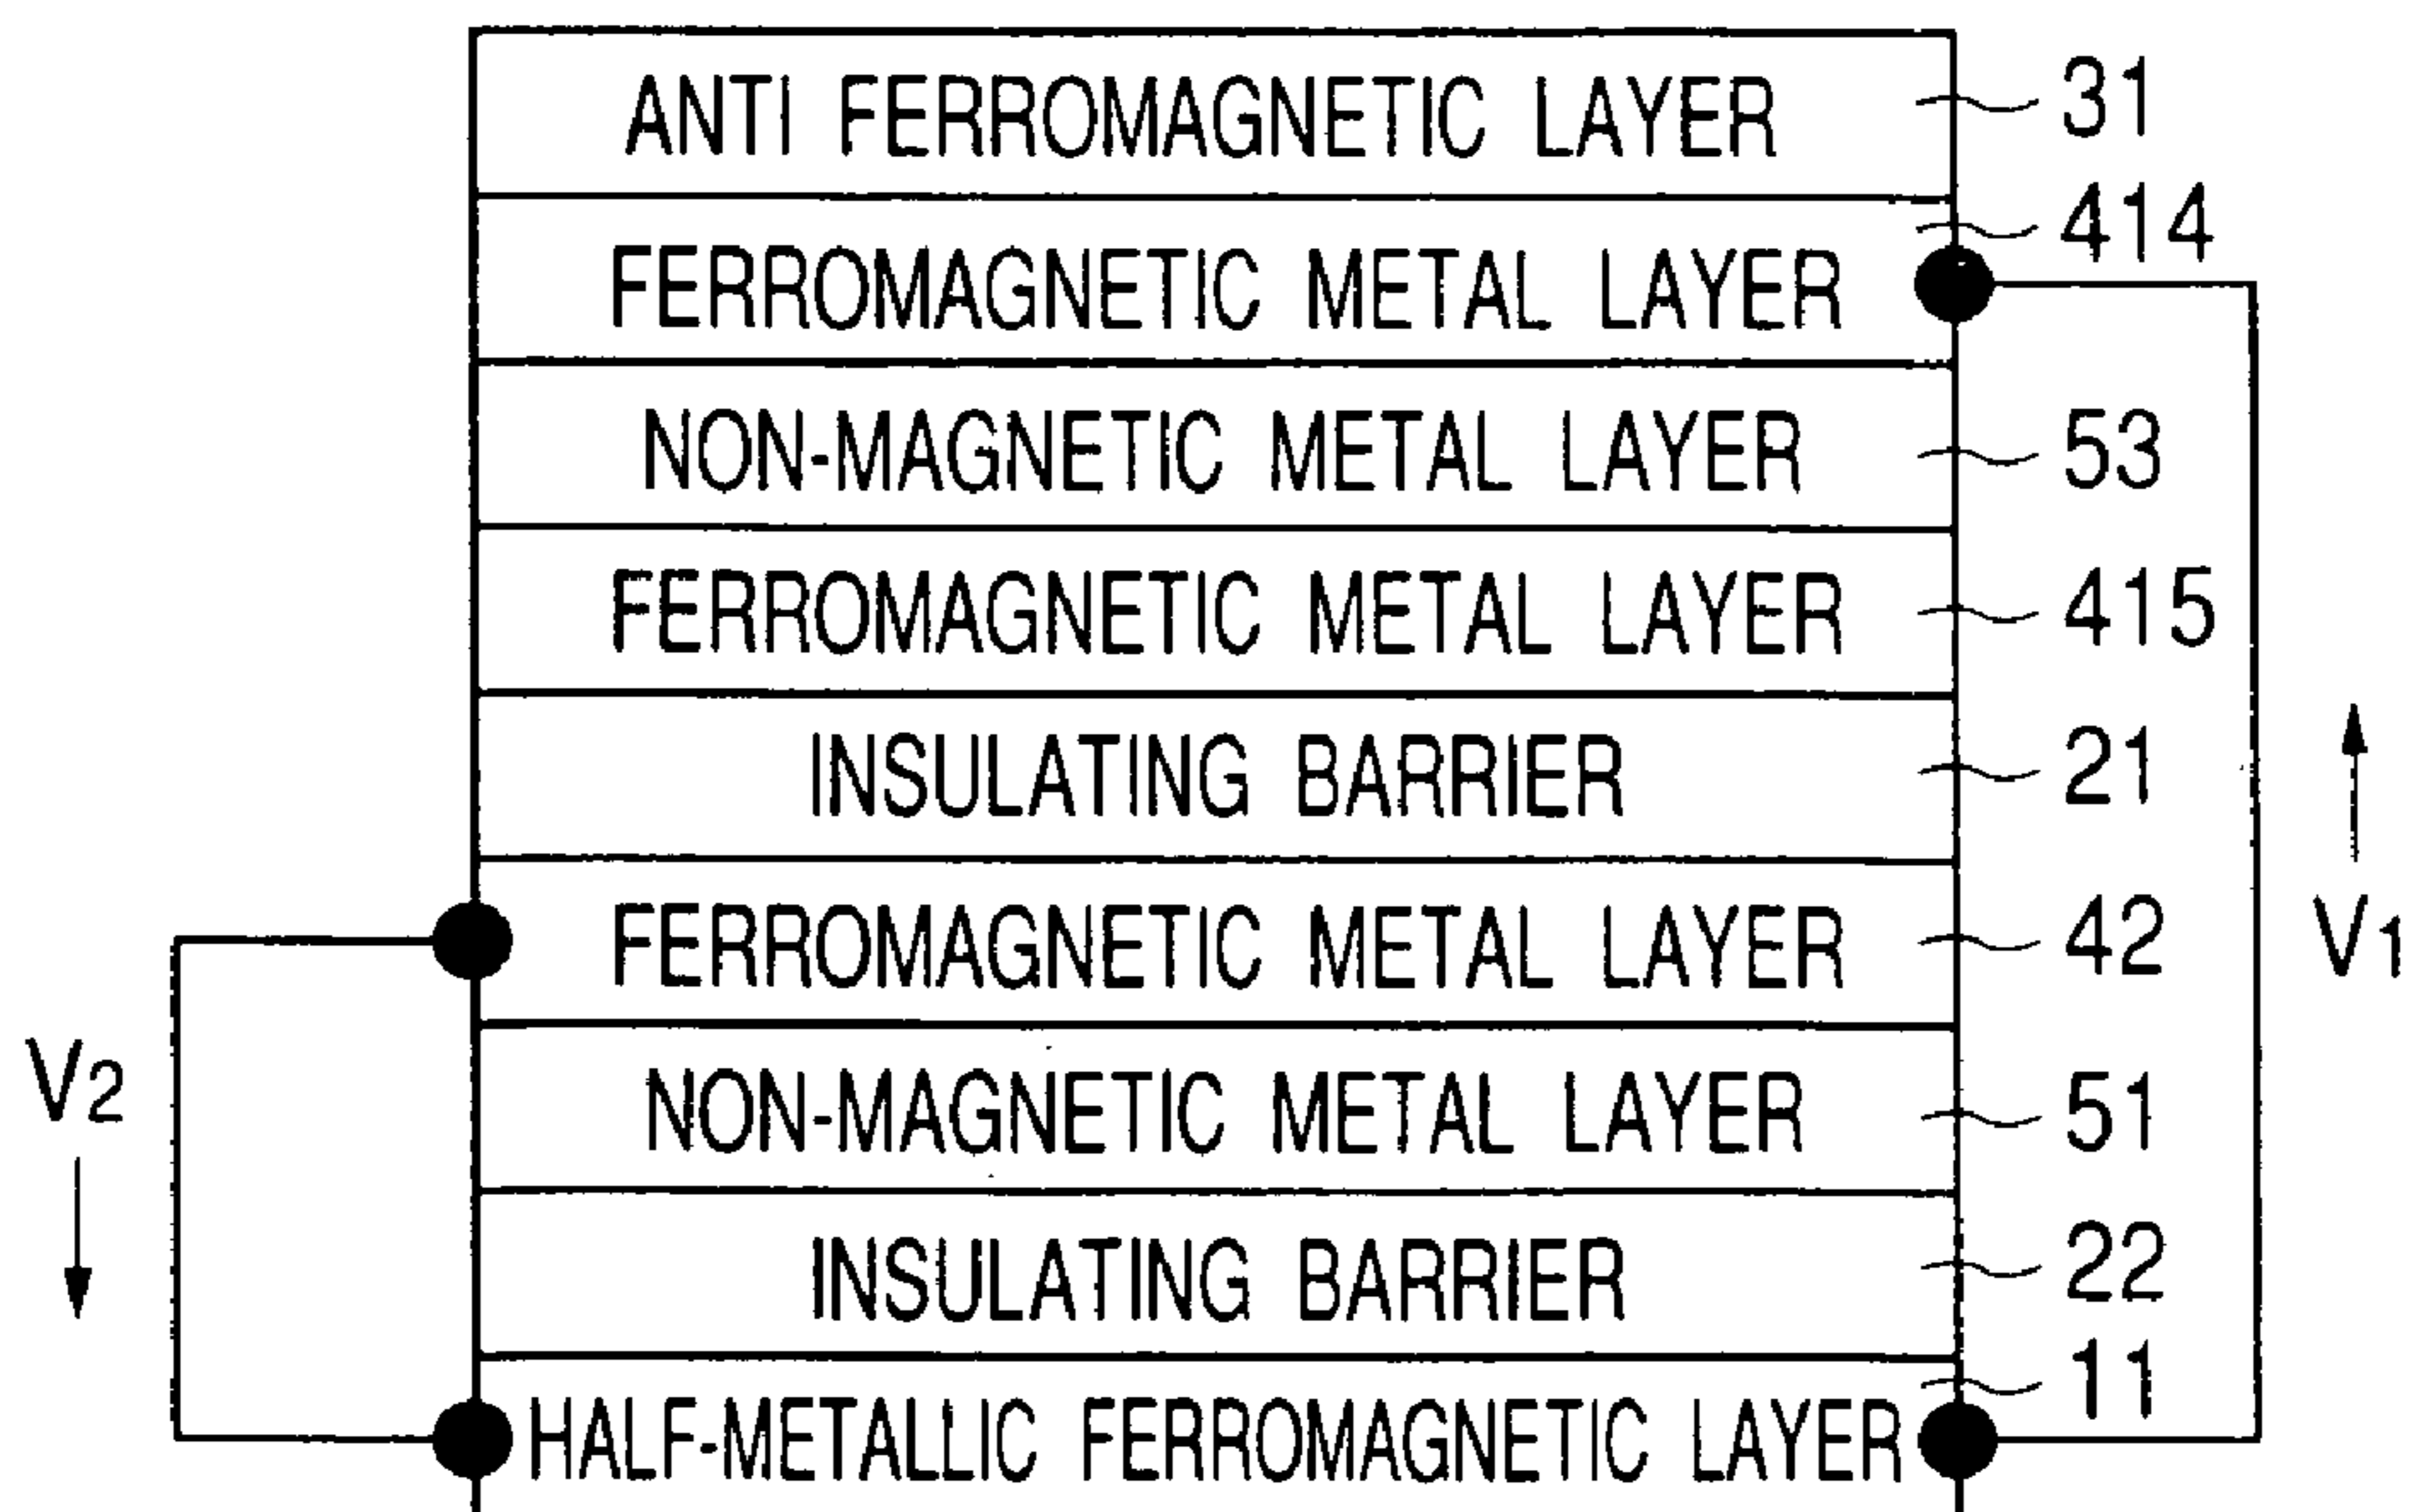 ANTI FERROMAGNETIC LAYER 31
414
FERROMAGNETIC METAL LAYER
NON-MAGNETIC METAL LAYER 53
FERROMAGNETIC METAL LAYER 415
INSULATING BARRIER 21
FERROMAGNETIC METAL LAYER 42
V1
V2
NON-MAGNETIC METAL LAYER 51
INSULATING BARRIER 22
11
HALF-METALLIC FERROMAGNETIC LAYER